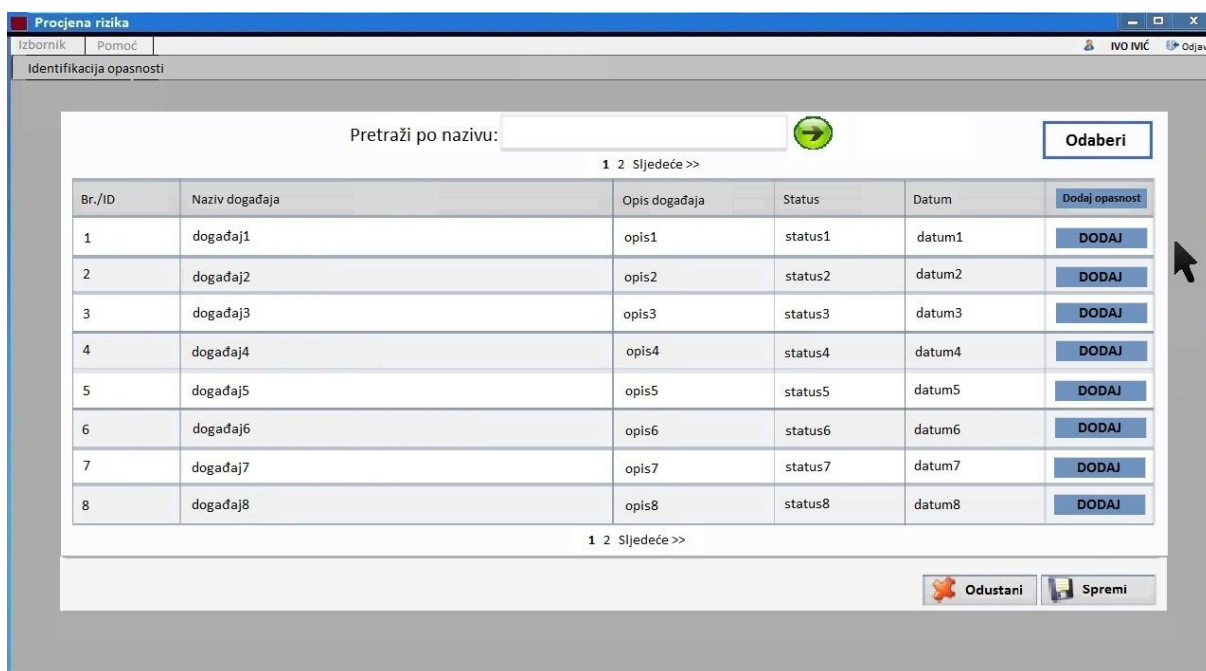 Procjena rizika
Izbornik Pomoć IVO IVIĆ Odjav
Identifikacija opasnosti
Pretraži po nazivu: Odaberi
1 2 Sljedeće >>
Br./ID Naziv događaja Opis događaja Status Datum Dodaj opasnost
1 događaj1 opis1 status1 datum1 DODAJ
2 događaj2 opis2 status2 datum2 DODAJ
3 događaj3 opis3 status3 datum3 DODAJ
4 događaj4 opis4 status4 datum4 DODAJ
5 događaj5 opis5 status5 datum5 DODAJ
6 događaj6 opis6 status6 datum6 DODAJ
7 događaj7 opis7 status7 datum7 DODAJ
8 događaj8 opis8 status8 datum8 DODAJ
1 2 Sljedeće >>
Odustani Spremi